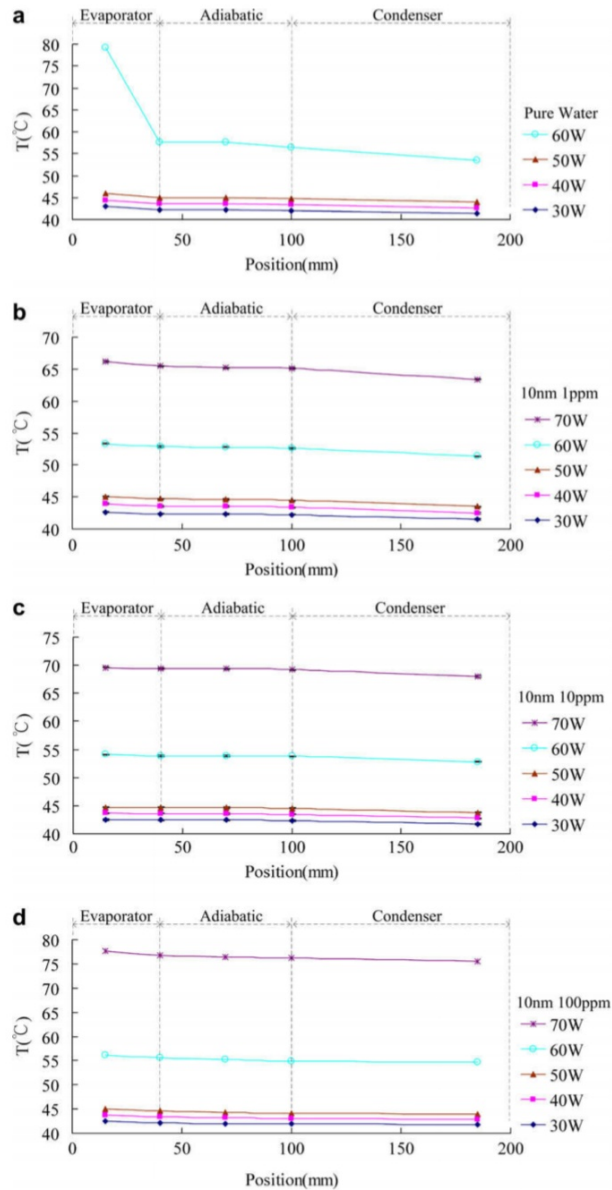 a
Evaporator Adiabatic Condenser
80
75
70
65
60
55
50
45
40
T(℃)
0 50 100 150 200
Position(mm)
Pure Water
60W
50W
40W
30W
b
Evaporator Adiabatic Condenser
70
65
60
55
50
45
40
T(℃)
0 50 100 150 200
Position(mm)
10nm 1ppm
70W
60W
50W
40W
30W
c
Evaporator Adiabatic Condenser
75
70
65
60
55
50
45
40
T(℃)
0 50 100 150 200
Position(mm)
10nm 10ppm
70W
60W
50W
40W
30W
d
Evaporator Adiabatic Condenser
80
75
70
65
60
55
50
45
40
T(℃)
0 50 100 150 200
Position(mm)
10nm 100ppm
70W
60W
50W
40W
30W